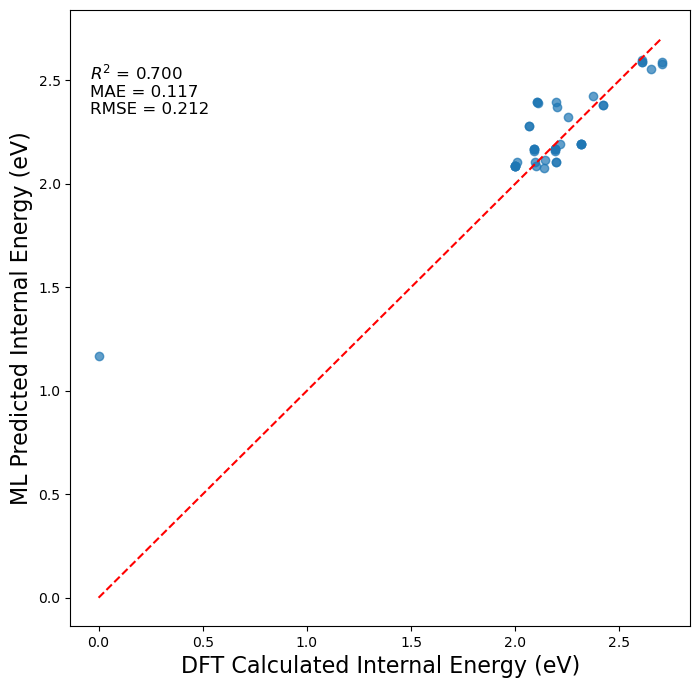 R² = 0.700
MAE = 0.117
RMSE = 0.212
ML Predicted Internal Energy (eV)
2.5
2.0
1.5
1.0
0.5
0.0
0.0 0.5 1.0 1.5 2.0 2.5
DFT Calculated Internal Energy (eV)